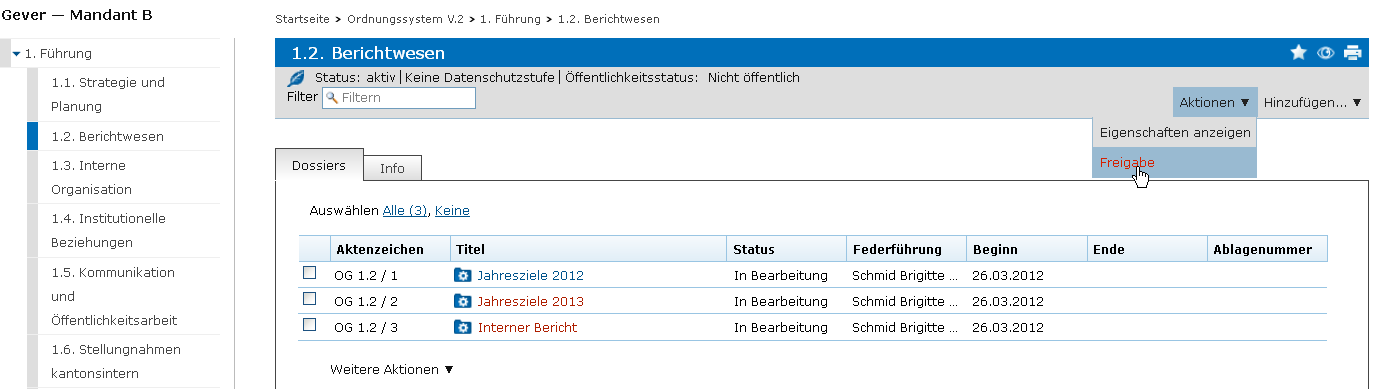 Gever — Mandant B
Startseite > Ordnungssystem V.2 > 1. Führung > 1.2. Berichtwesen
1. Führung
1.1. Strategie und
Planung
1.2. Berichtwesen
1.3. Interne
Organisation
1.4. Institutionelle
Beziehungen
1.5. Kommunikation
und
Öffentlichkeitsarbeit
1.6. Stellungnahmen
kantonsintern
1.2. Berichtwesen
Status: aktiv | Keine Datenschutzstufe | Öffentlichkeitsstatus: Nicht öffentlich
Filter Filtern
Aktionen ▼ Hinzufügen... ▼
Eigenschaften anzeigen
Freigabe
Dossiers Info
Auswählen Alle (3), Keine
Aktenzeichen Titel Status Federführung Beginn Ende Ablagenummer
OG 1.2 / 1 Jahresziele 2012 In Bearbeitung Schmid Brigitte ... 26.03.2012
OG 1.2 / 2 Jahresziele 2013 In Bearbeitung Schmid Brigitte ... 26.03.2012
OG 1.2 / 3 Interner Bericht In Bearbeitung Schmid Brigitte ... 26.03.2012
Weitere Aktionen ▼